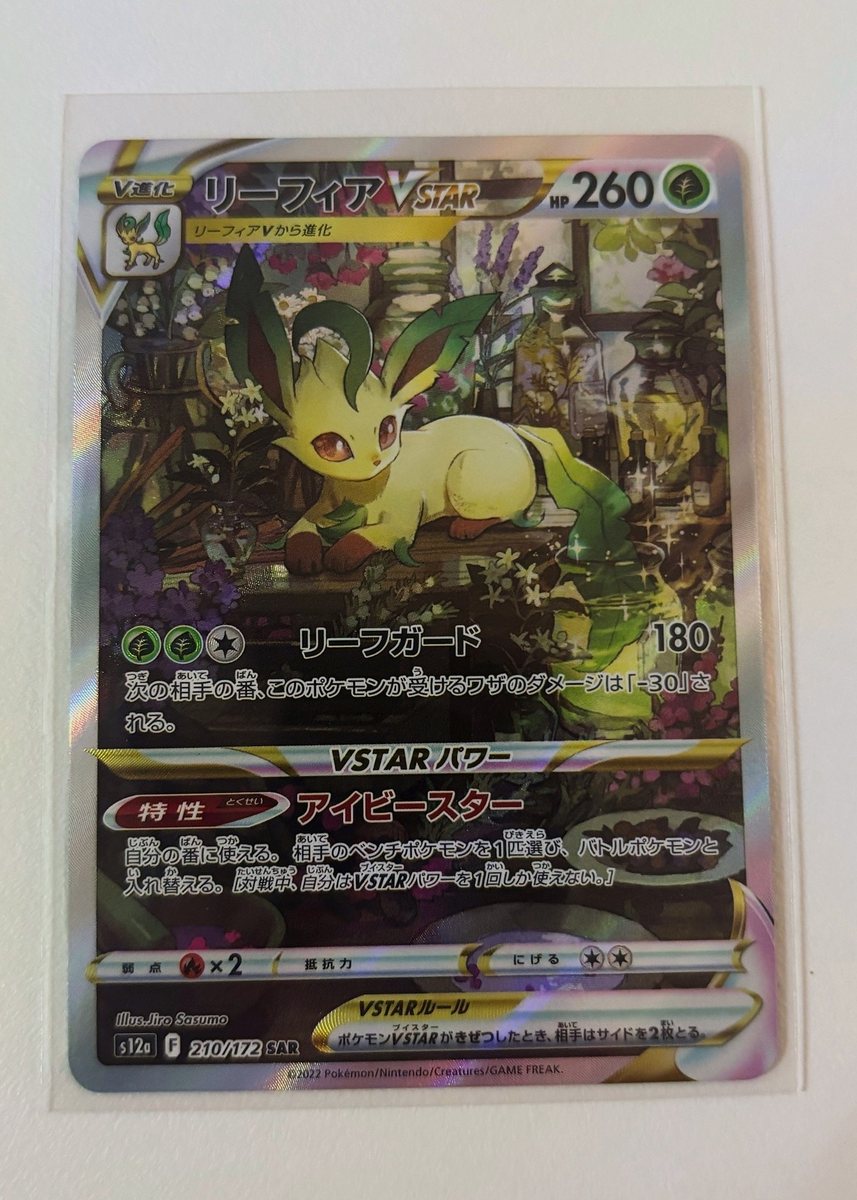 V進化
リーフィアVSTAR
HP 260
リーフィアVから進化
リーフガード 180
次の相手の番、このポケモンが受けるワザのダメージは「-30」さ
れる。
VSTARパワー
特性 とくせい アイビースター
自分の番に使える。相手のベンチポケモンを1匹選び、バトルポケモンと
入れ替える。[対戦中、自分はVSTARパワーを1回しか使えない。]
弱点 ×2 抵抗力 にげる
Illus. Jiro Sasumo
VSTARルール
ポケモンVSTARがきぜつしたとき、相手はサイドを2枚とる。
s12a F 210/172 SAR
©2022 Pokémon/Nintendo/Creatures/GAME FREAK.